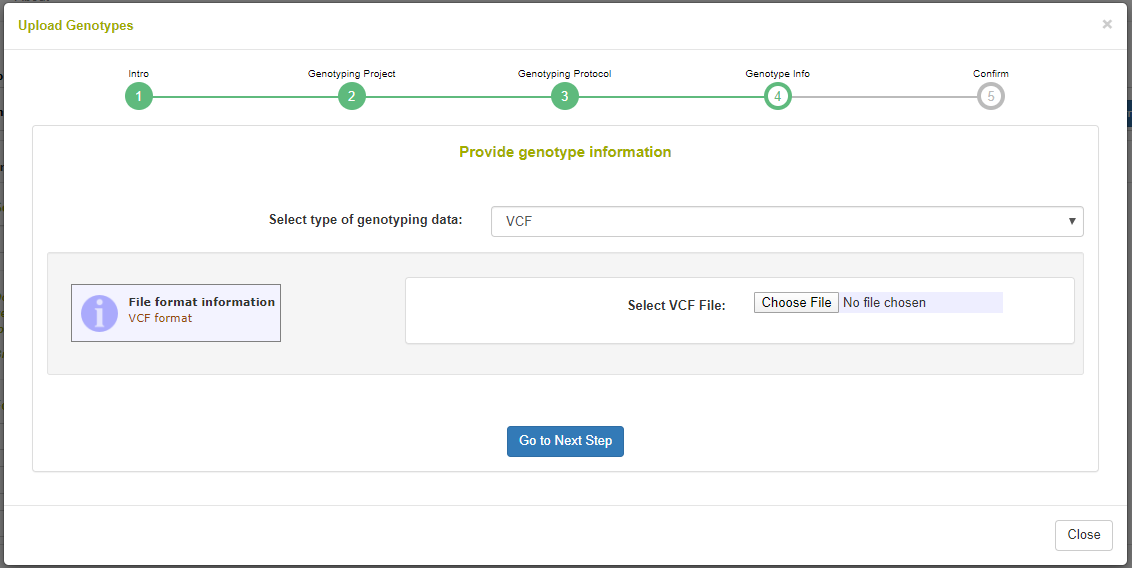 Upload Genotypes ×
Intro Genotyping Project Genotyping Protocol Genotype Info Confirm
1 2 3 4 5
Provide genotype information
Select type of genotyping data: VCF
File format information
VCF format
Select VCF File: Choose File No file chosen
Go to Next Step
Close